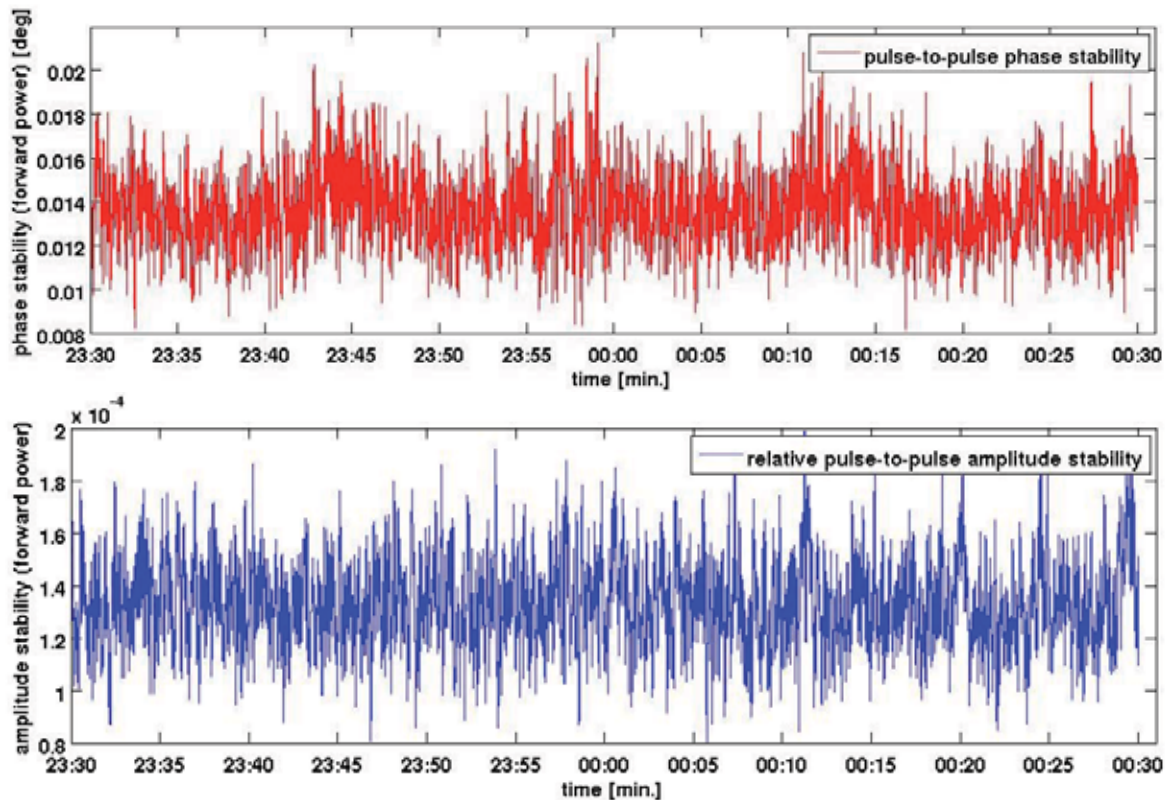 phase stability (forward power) [deg]
pulse-to-pulse phase stability
0.02
0.018
0.016
0.014
0.012
0.01
0.008
23:30 23:35 23:40 23:45 23:50 23:55 00:00 00:05 00:10 00:15 00:20 00:25 00:30
time [min.]
x 10⁻⁴
amplitude stability (forward power)
relative pulse-to-pulse amplitude stability
2
1.8
1.6
1.4
1.2
1
0.8
23:30 23:35 23:40 23:45 23:50 23:55 00:00 00:05 00:10 00:15 00:20 00:25 00:30
time [min.]